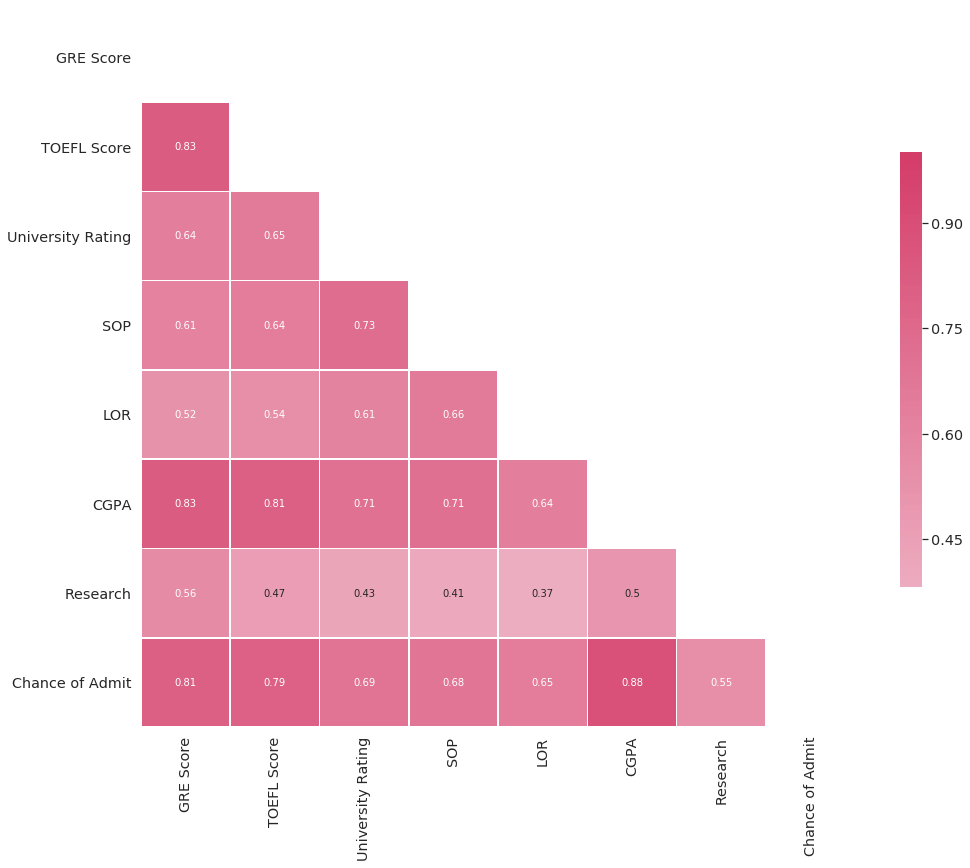 GRE Score
TOEFL Score 0.83
University Rating 0.64 0.65
SOP 0.61 0.64 0.73
LOR 0.52 0.54 0.61 0.66
CGPA 0.83 0.81 0.71 0.71 0.64
Research 0.56 0.47 0.43 0.41 0.37 0.5
Chance of Admit 0.81 0.79 0.69 0.68 0.65 0.88 0.55
GRE Score
TOEFL Score
University Rating
SOP
LOR
CGPA
Research
Chance of Admit
0.90
0.75
0.60
0.45